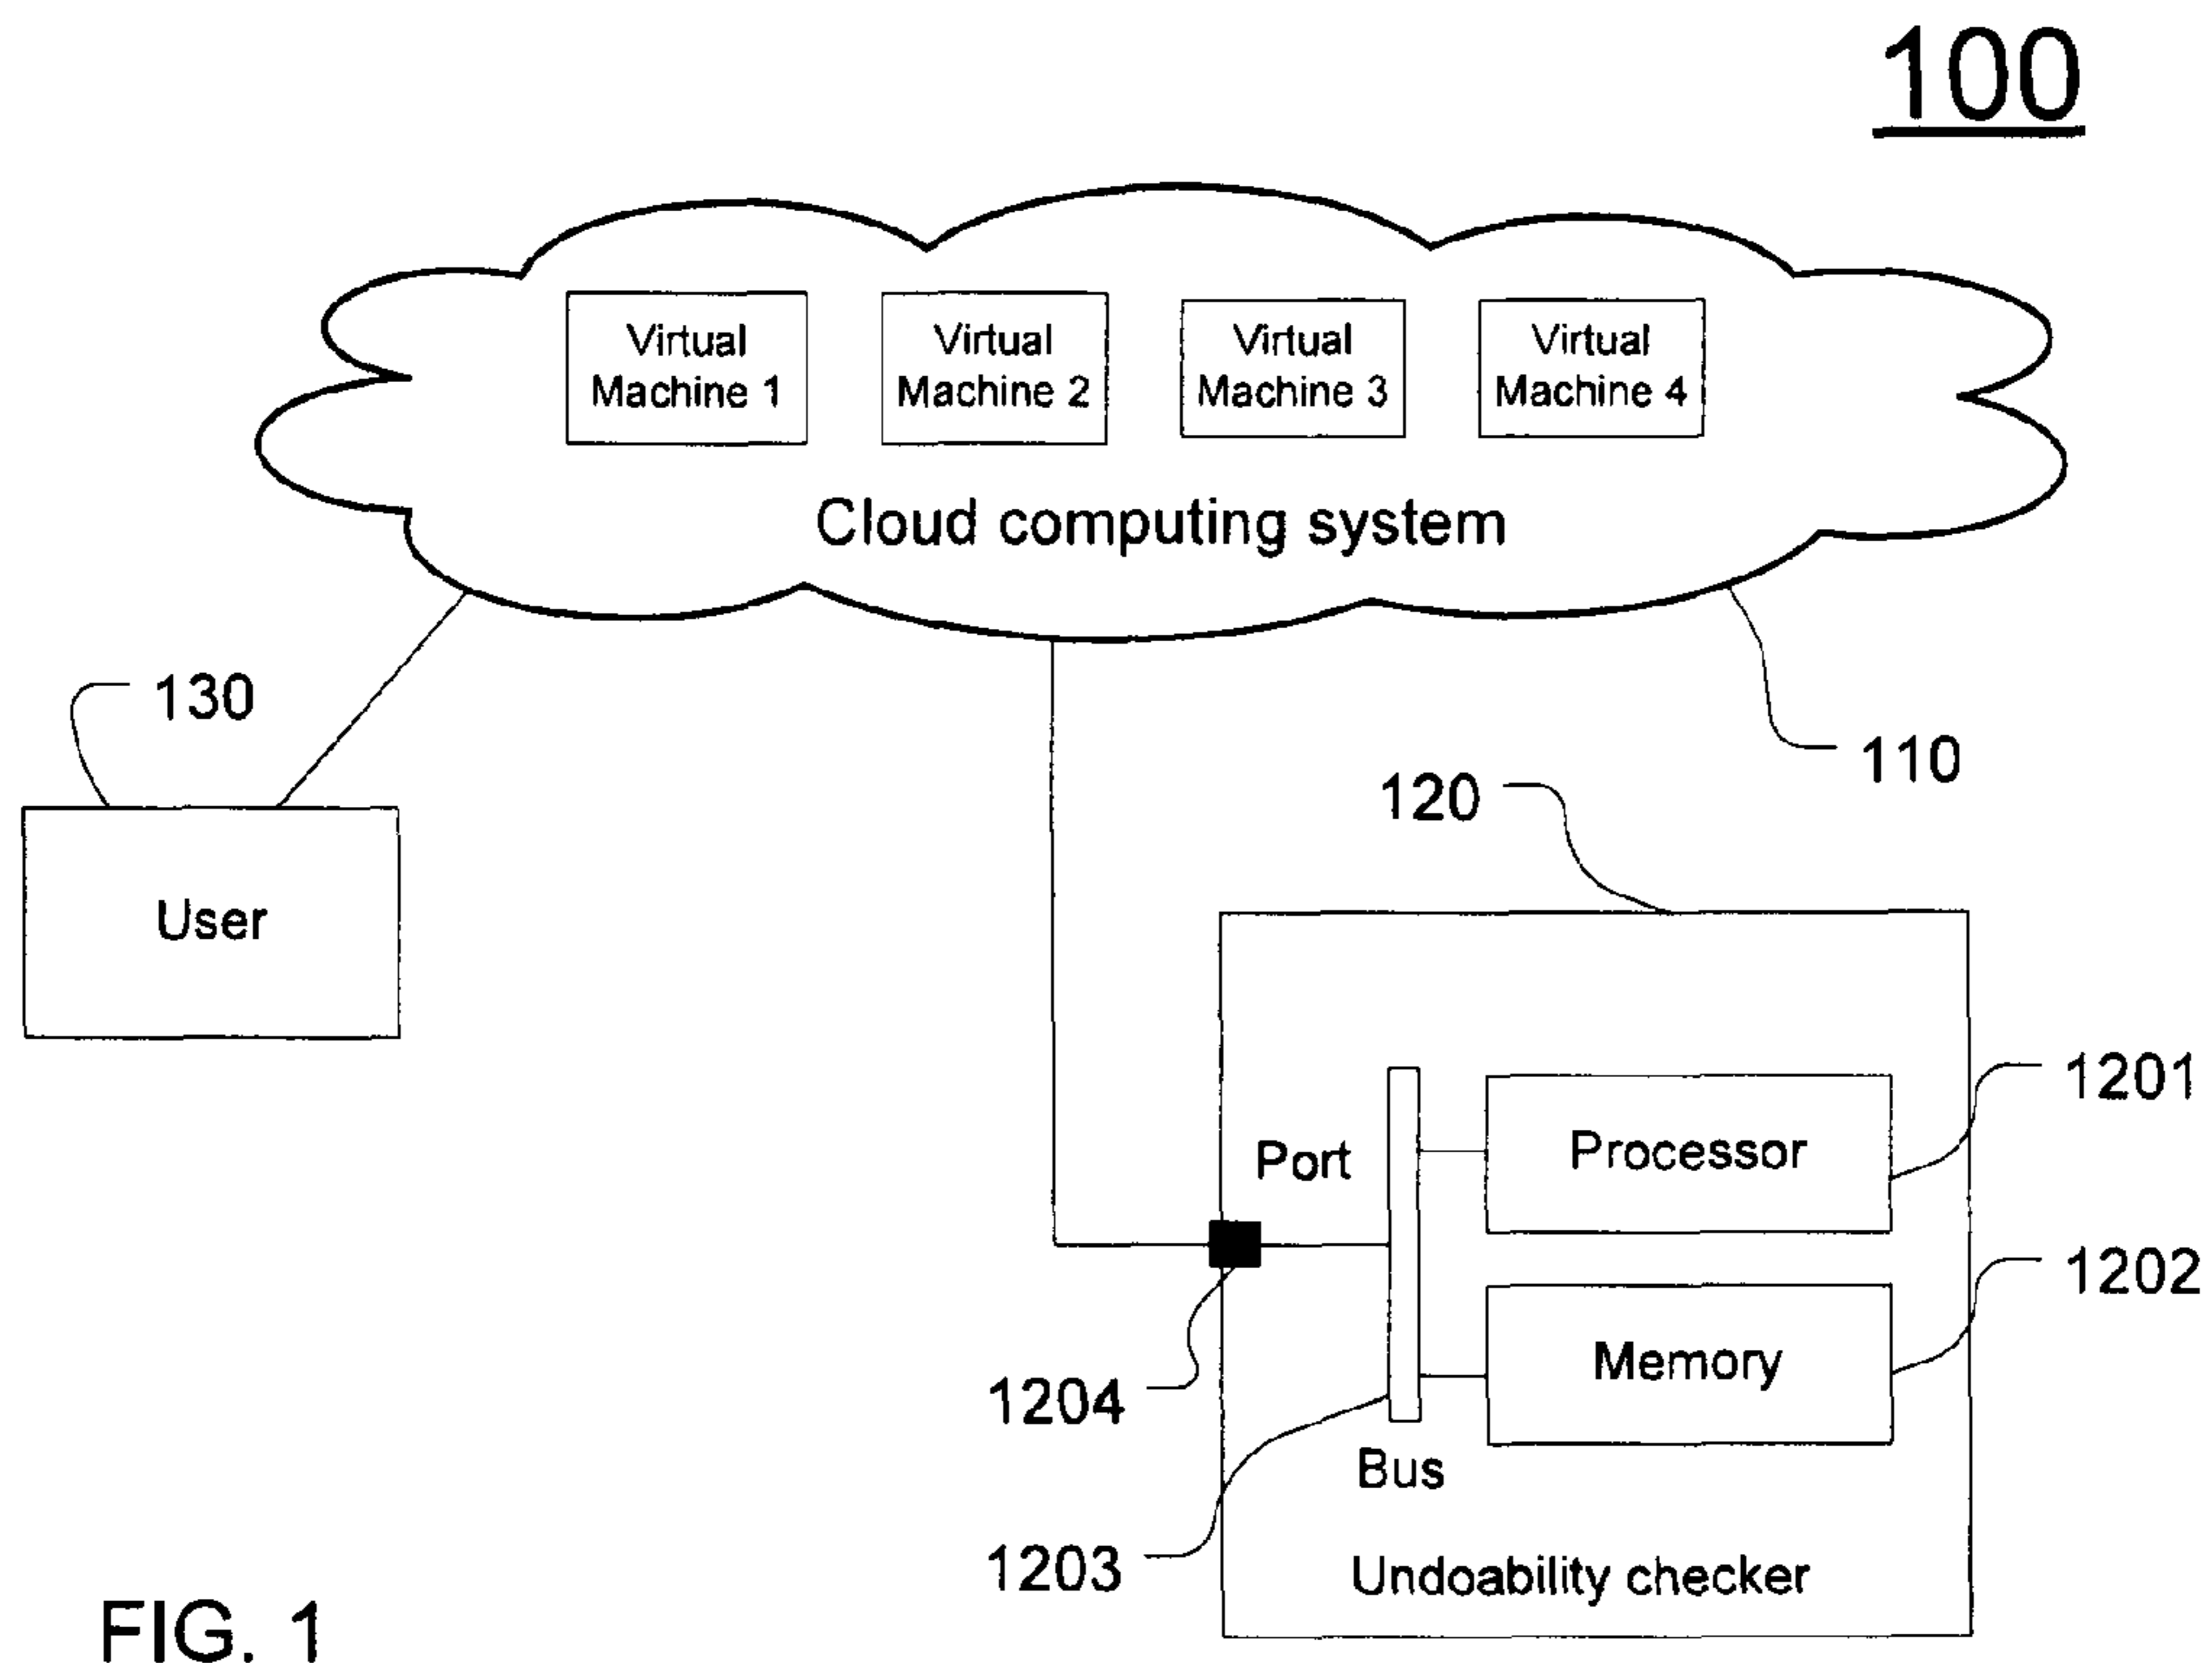 100
Virtual
Machine 1
Virtual
Machine 2
Virtual
Machine 3
Virtual
Machine 4
Cloud computing system
130
110
120
User
1201
Port
Processor
1202
Memory
1204
Bus
1203
Undoability checker
FIG. 1